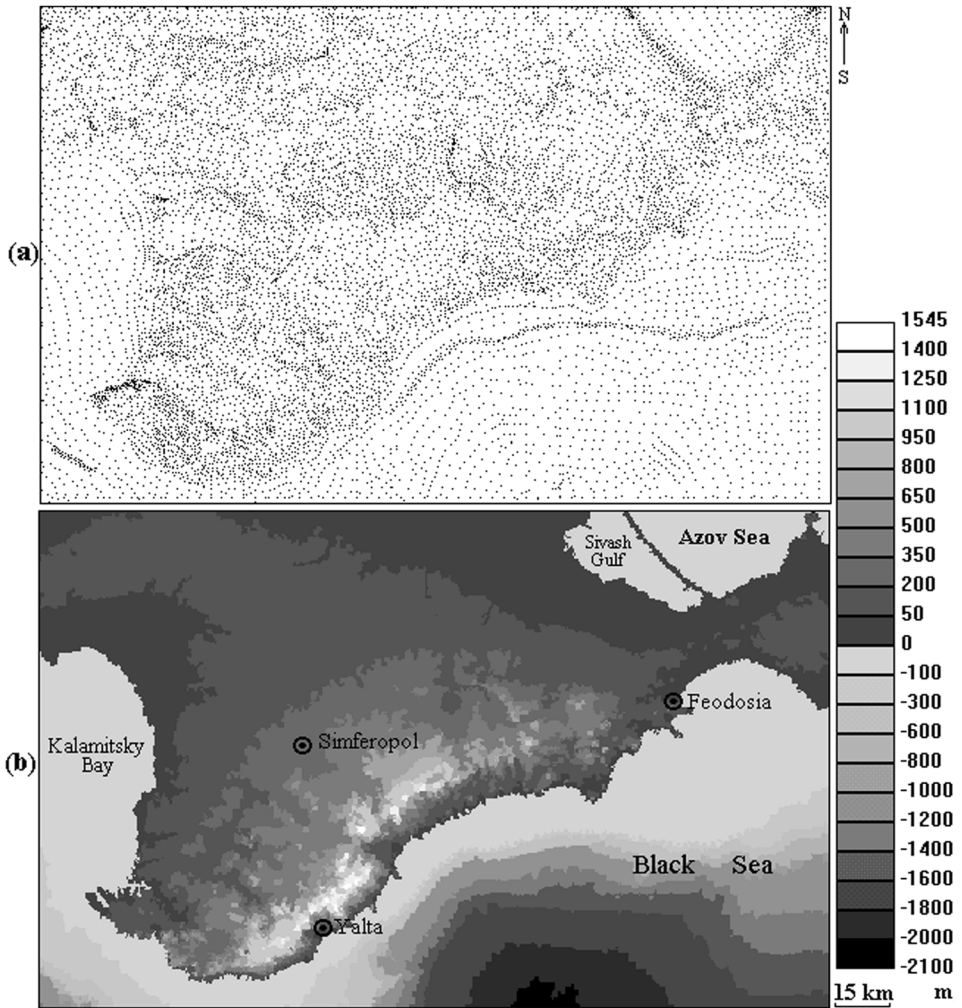 N
S
(a)
1545
1400
1250
1100
950
800
650
500
350
200
50
0
-100
-300
-600
-800
-1000
-1200
-1400
-1600
-1800
-2000
-2100
15 km m
(b)
Sivash
Gulf
Azov Sea
Feodosia
Simferopol
Kalamitsky
Bay
Black Sea
Yalta